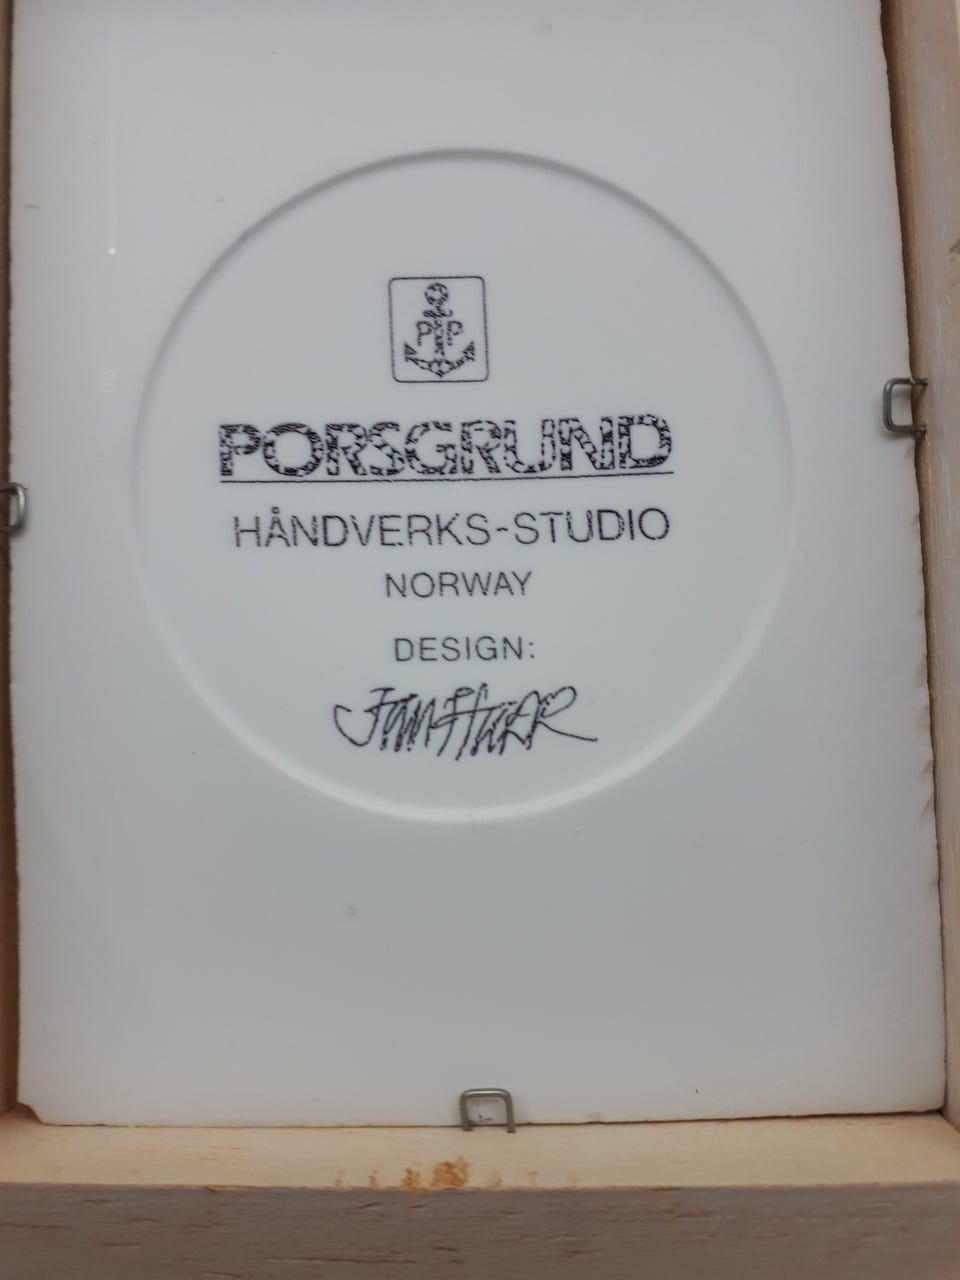 P P
PORSGRUND
HÅNDVERKS-STUDIO
NORWAY
DESIGN: